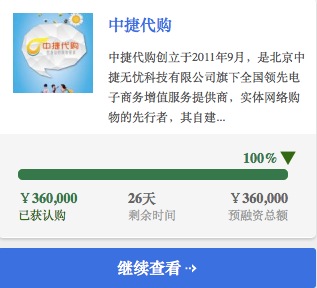 中捷代购
中捷代购
中捷代购创立于2011年9月，是北京中
捷无忧科技有限公司旗下全国领先电
子商务增值服务提供商，实体网络购
物的先行者，其自建...
100%
￥360,000 26天 ￥360,000
已获认购 剩余时间 预融资总额
继续查看